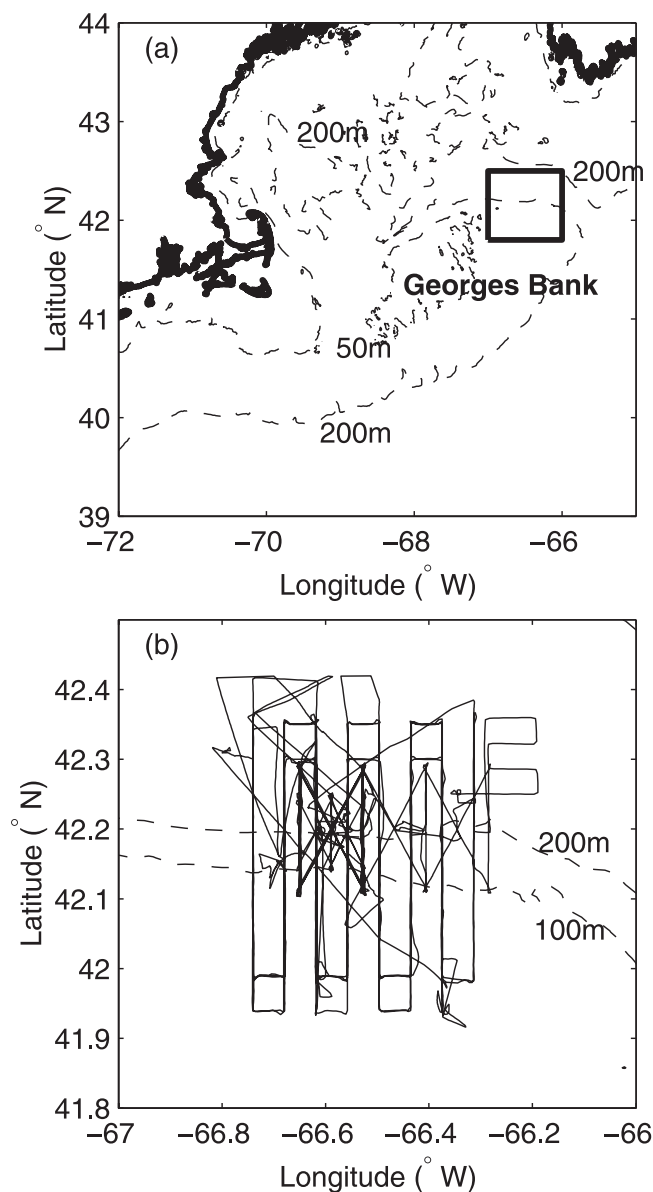 44
(a)
43
200m
200m
42
Georges Bank
41
50m
40
200m
39
−72
−70
−68
−66
Latitude (° N)
Longitude (° W)
(b)
42.4
42.3
42.2
200m
42.1
100m
42
41.9
41.8
−67
−66.8
−66.6
−66.4
−66.2
−66
Latitude (° N)
Longitude (° W)